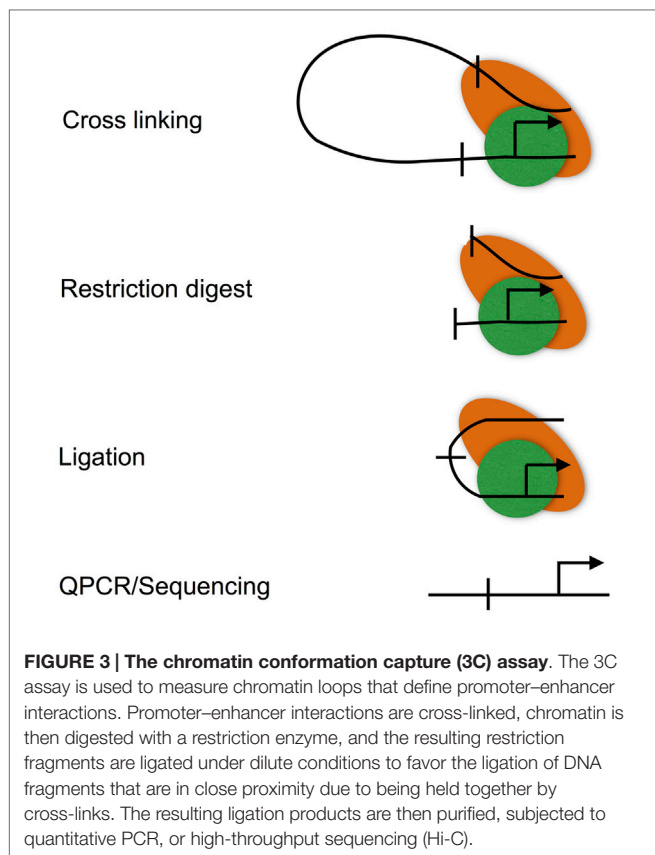 Cross linking
Restriction digest
Ligation
QPCR/Sequencing
FIGURE 3 | The chromatin conformation capture (3C) assay. The 3C
assay is used to measure chromatin loops that define promoter–enhancer
interactions. Promoter–enhancer interactions are cross-linked, chromatin is
then digested with a restriction enzyme, and the resulting restriction
fragments are ligated under dilute conditions to favor the ligation of DNA
fragments that are in close proximity due to being held together by
cross-links. The resulting ligation products are then purified, subjected to
quantitative PCR, or high-throughput sequencing (Hi-C).